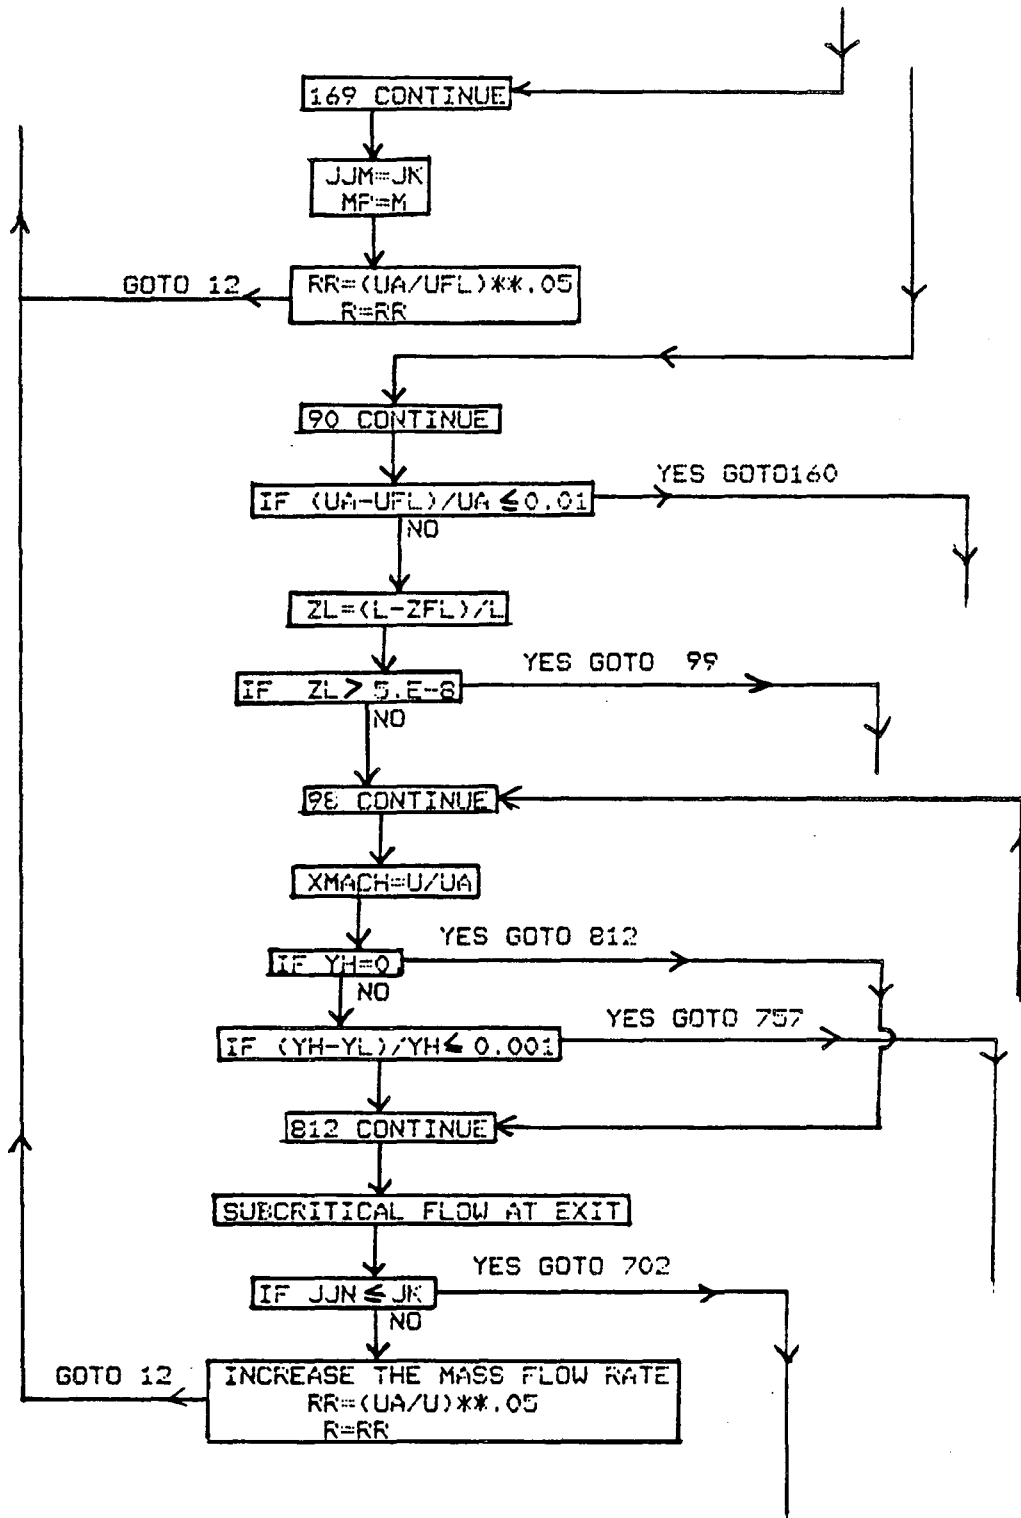 169 CONTINUE
JJM=JK
MP=M
GOTO 12
RR=(UA/UFL)**.05
R=RR
90 CONTINUE
YES GOTO160
IF (UA-UFL)/UA ≤ 0.01
NO
ZL=(L-ZFL)/L
YES GOTO 99
IF ZL > 5.E-8
NO
98 CONTINUE
XMACH=U/UA
YES GOTO 812
IF YH=0
NO
YES GOTO 757
IF (YH-YL)/YH ≤ 0.001
812 CONTINUE
SUBCRITICAL FLOW AT EXIT
YES GOTO 702
IF JJN ≤ JK
NO
GOTO 12
INCREASE THE MASS FLOW RATE
RR=(UA/U)**.05
R=RR